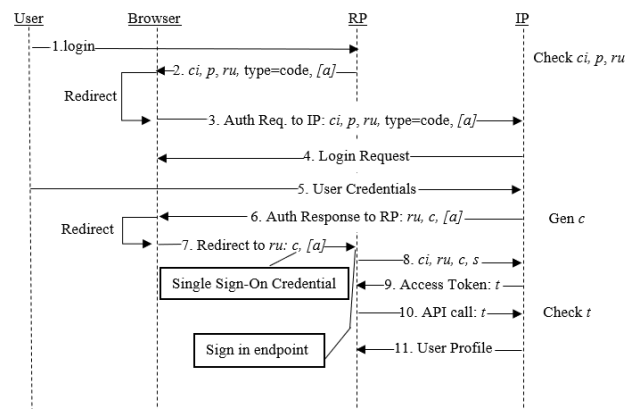 User Browser RP IP
1.login
Check ci, p, ru
2. ci, p, ru, type=code, [a]
Redirect
3. Auth Req. to IP: ci, p, ru, type=code, [a]
4. Login Request
5. User Credentials
6. Auth Response to RP: ru, c, [a]
Gen c
Redirect
7. Redirect to ru: c, [a]
8. ci, ru, c, s
Single Sign-On Credential
9. Access Token: t
10. API call: t
Check t
Sign in endpoint
11. User Profile